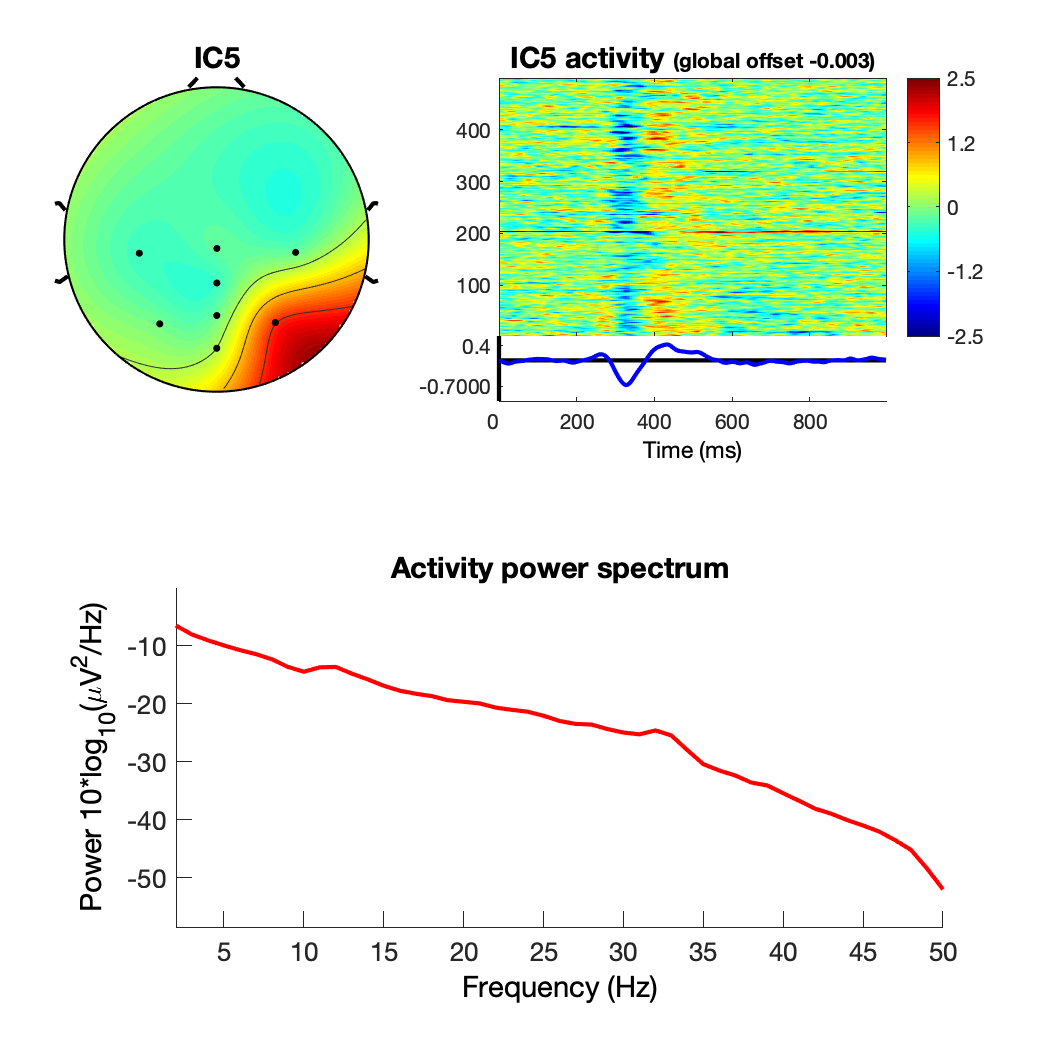 IC5
IC5 activity (global offset -0.003)
400
300
200
100
2.5
1.2
0
-1.2
-2.5
0.4
-0.7000
0 200 400 600 800
Time (ms)
Activity power spectrum
Power 10*log10(μV2/Hz)
-10
-20
-30
-40
-50
5 10 15 20 25 30 35 40 45 50
Frequency (Hz)